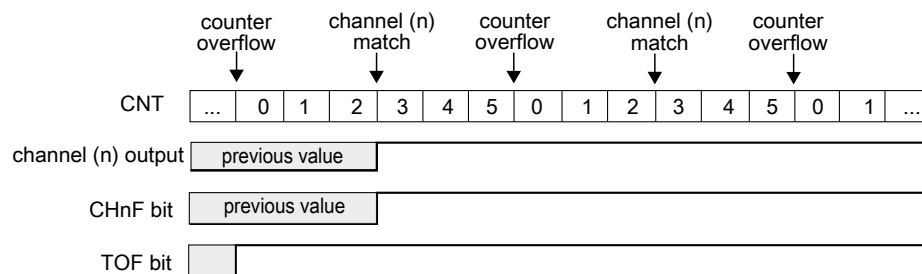 counter overflow
channel (n) match
counter overflow
channel (n) match
counter overflow
CNT ... 0 1 2 3 4 5 0 1 2 3 4 5 0 1 ...
channel (n) output previous value
CHnF bit previous value
TOF bit